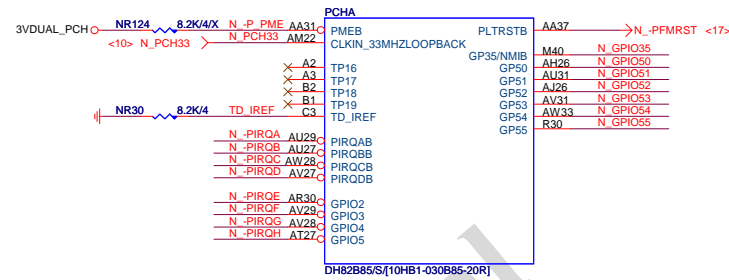 PCHA
3VDUAL_PCH NR124 8.2K/4/X N_-P_PME AA31 PMEB PLTRSTB AA37 N_-PFMRST <17>
<10> N_PCH33 N_PCH33 AM22 CLKIN_33MHZLOOPBACK
GP35/NMIB M40 N_GPIO35
A2 TP16 GP50 AH26 N_GPIO50
A3 TP17 GP51 AU31 N_GPIO51
B2 TP18 GP52 AJ26 N_GPIO52
B1 TP19 GP53 AV31 N_GPIO53
NR30 8.2K/4 TD_IREF C3 TD_IREF GP54 AW33 N_GPIO54
GP55 R30 N_GPIO55
N_-PIRQA AU29 PIRQAB
N_-PIRQB AU27 PIRQBB
N_-PIRQC AW28 PIRQCB
N_-PIRQD AV27 PIRQDB
N_-PIRQE AR30 GPIO2
N_-PIRQF AV29 GPIO3
N_-PIRQG AV28 GPIO4
N_-PIRQH AT27 GPIO5
DH82B85/S/[10HB1-030B85-20R]